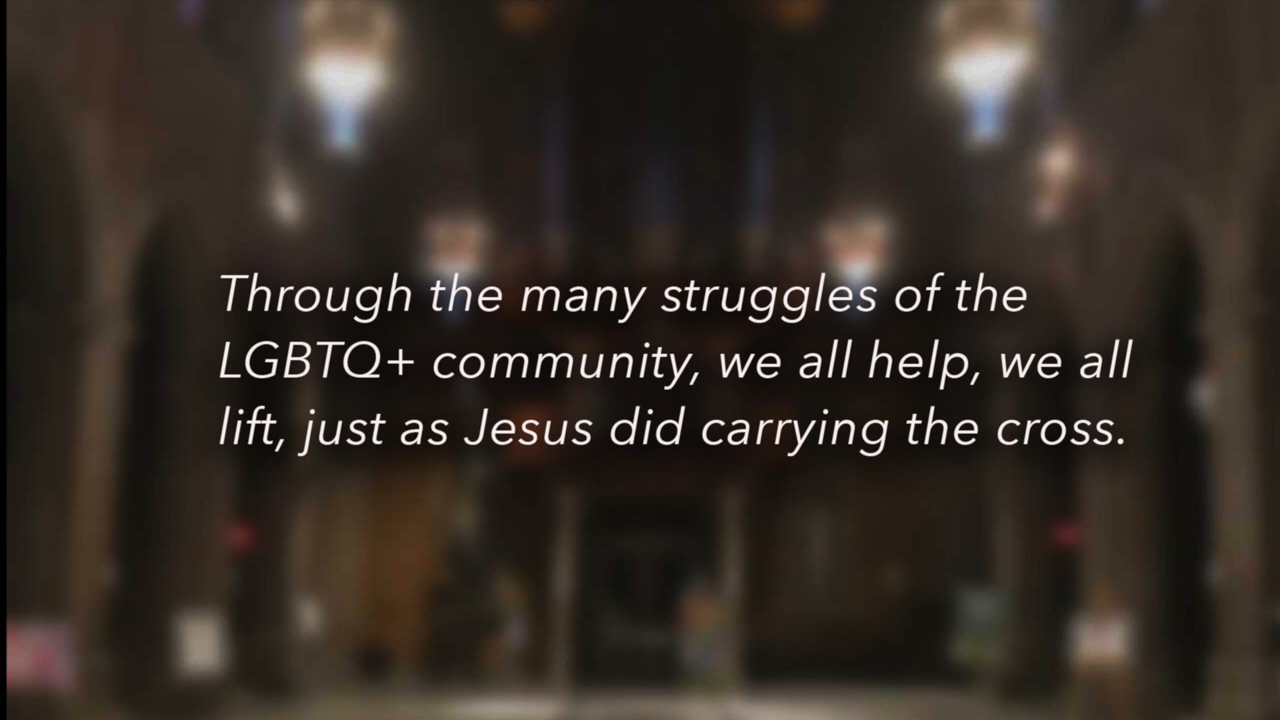 Through the many struggles of the
LGBTQ+ community, we all help, we all
lift, just as Jesus did carrying the cross.